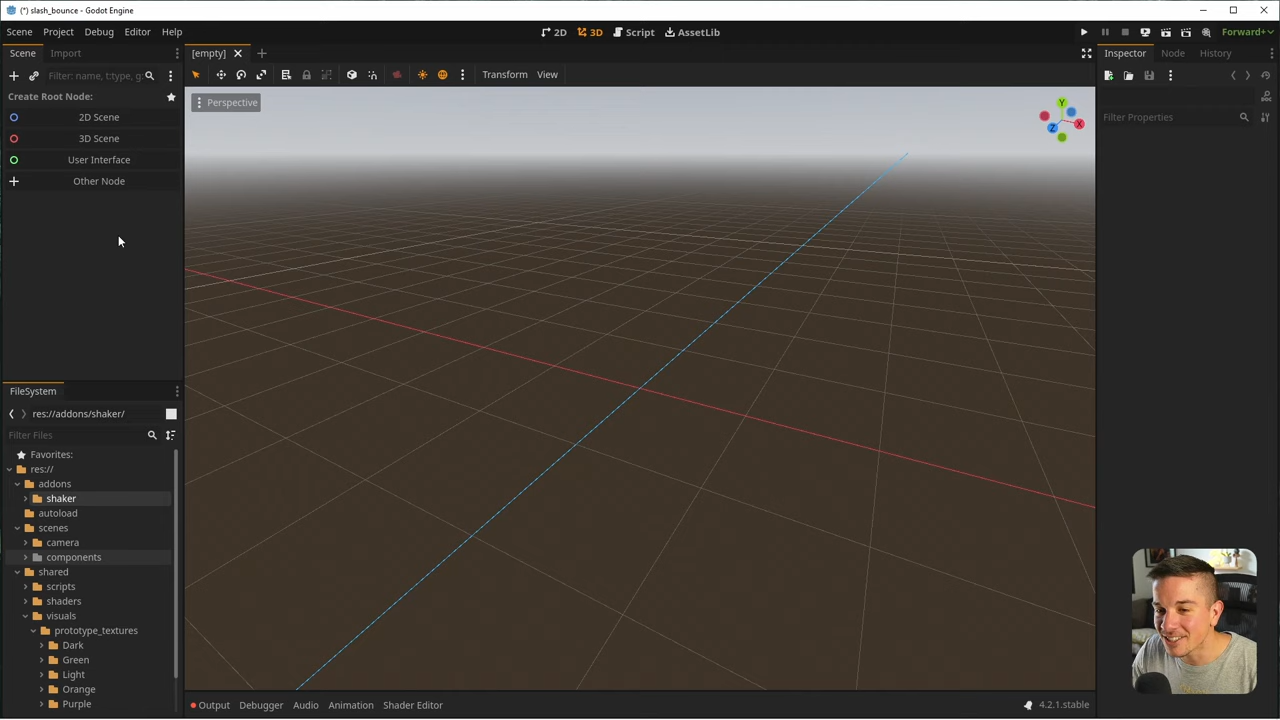 (*) slash_bounce - Godot Engine
Scene Project Debug Editor Help
2D 3D Script AssetLib
Forward+
Scene Import
[empty]
Inspector Node History
Filter: name, t:type, g:
Transform View
Create Root Node:
Perspective
Y
X
Z
2D Scene
Filter Properties
3D Scene
User Interface
Other Node
FileSystem
res://addons/shaker/
Filter Files
Favorites:
res://
addons
shaker
autoload
scenes
camera
components
shared
scripts
shaders
visuals
prototype_textures
Dark
Green
Light
Orange
Purple
Output Debugger Audio Animation Shader Editor
4.2.1.stable